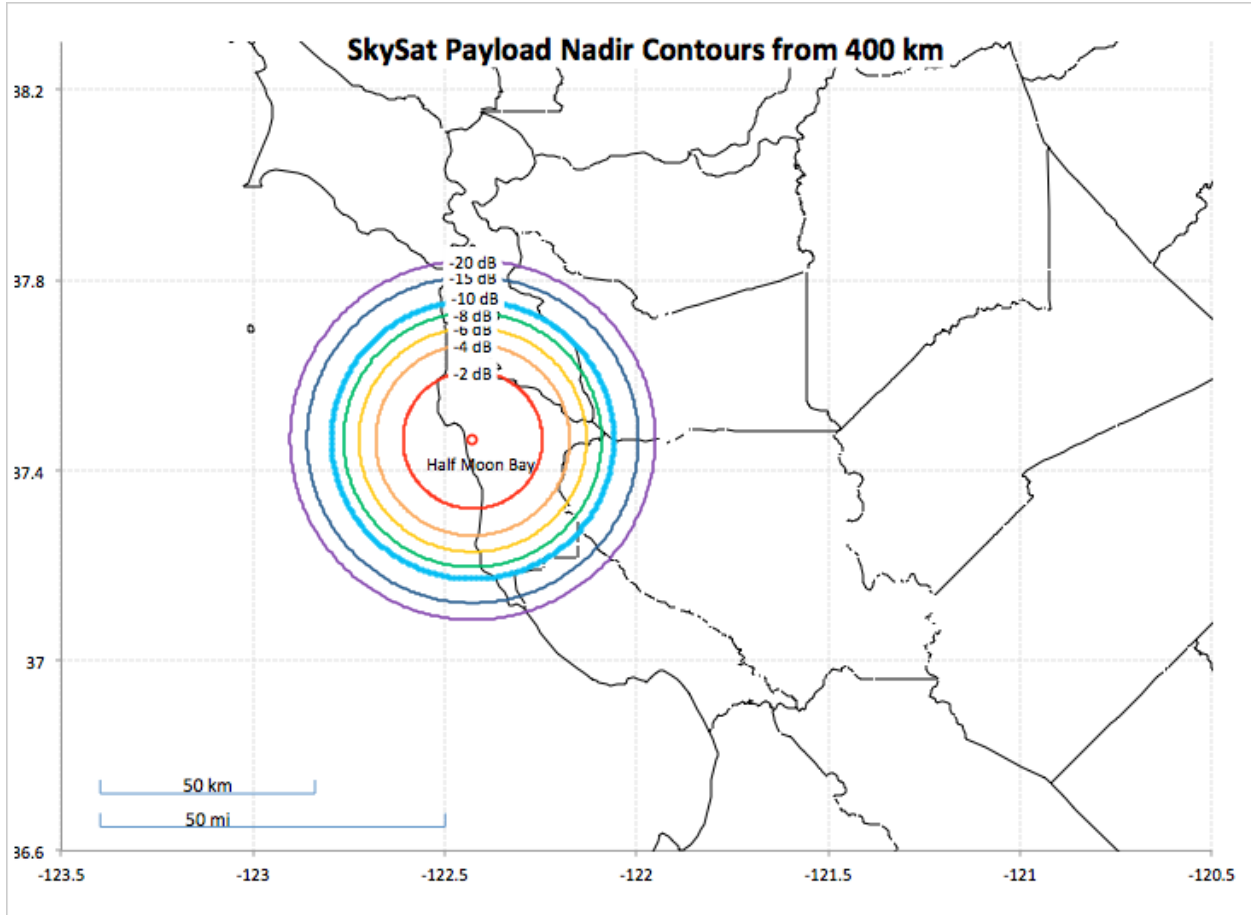 SkySat Payload Nadir Contours from 400 km
38.2
37.8
37.4
37
36.6
-20 dB
-15 dB
-10 dB
-8 dB
-6 dB
-4 dB
-2 dB
Half Moon Bay
50 km
50 mi
-123.5
-123
-122.5
-122
-121.5
-121
-120.5